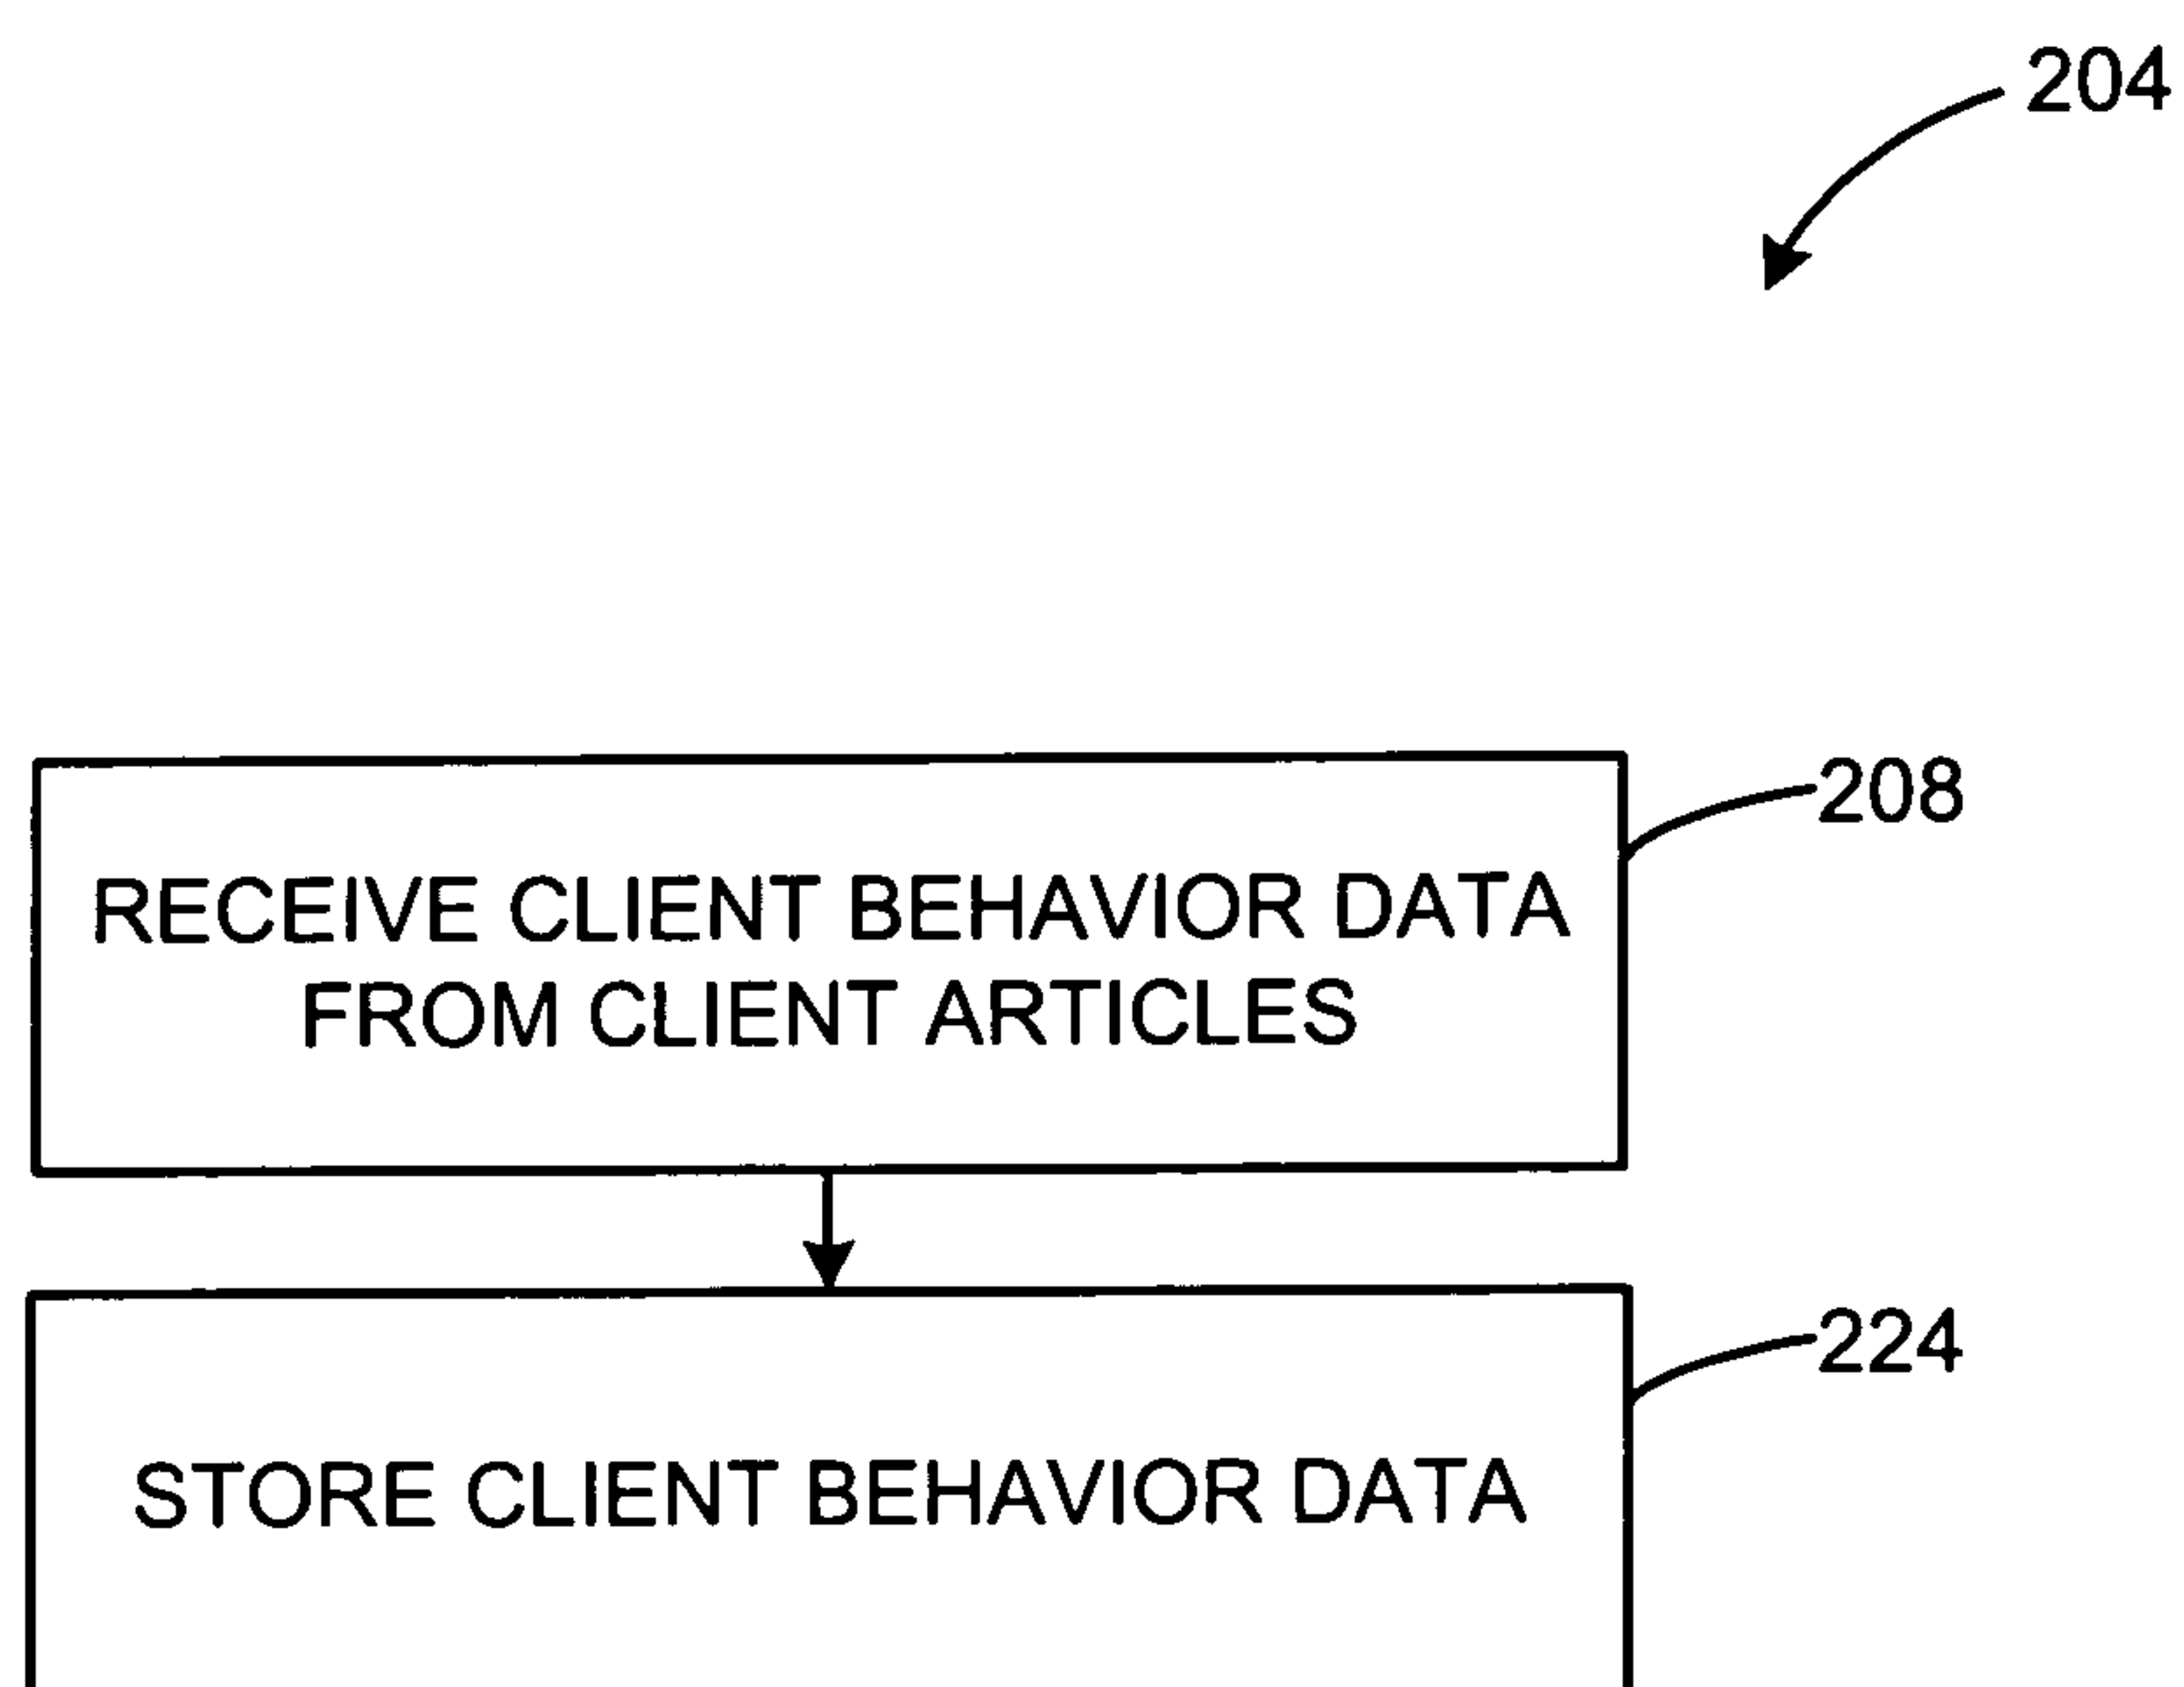 204
208
RECEIVE CLIENT BEHAVIOR DATA
FROM CLIENT ARTICLES
224
STORE CLIENT BEHAVIOR DATA